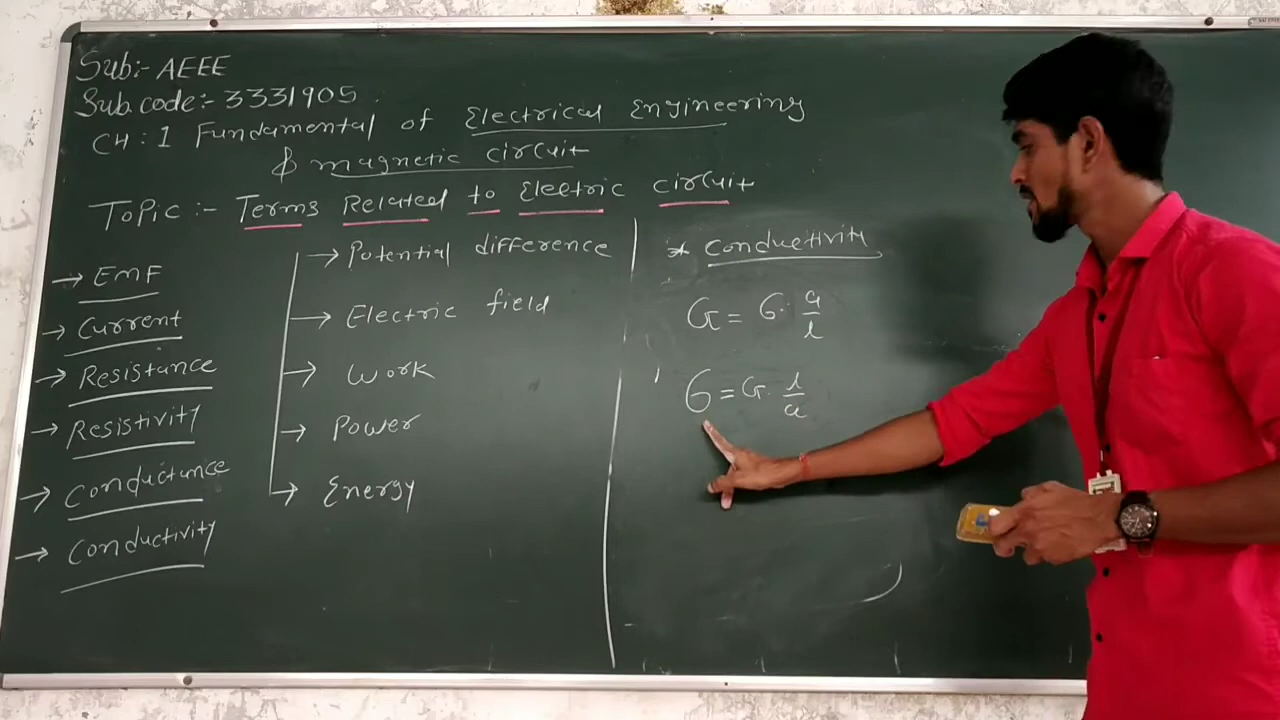 Sub:- AEEE
Sub.code:- 3331905
CH:1 Fundamental of Electrical Engineering
& magnetic circuit
Topic:- Terms Related to Electric circuit
→ EMF
→ Current
→ Resistance
→ Resistivity
→ Conductance
→ Conductivity
→ Potential difference
→ Electric field
→ Work
→ Power
→ Energy
* Conductivity
G = σ · a/l
σ = G · l/a